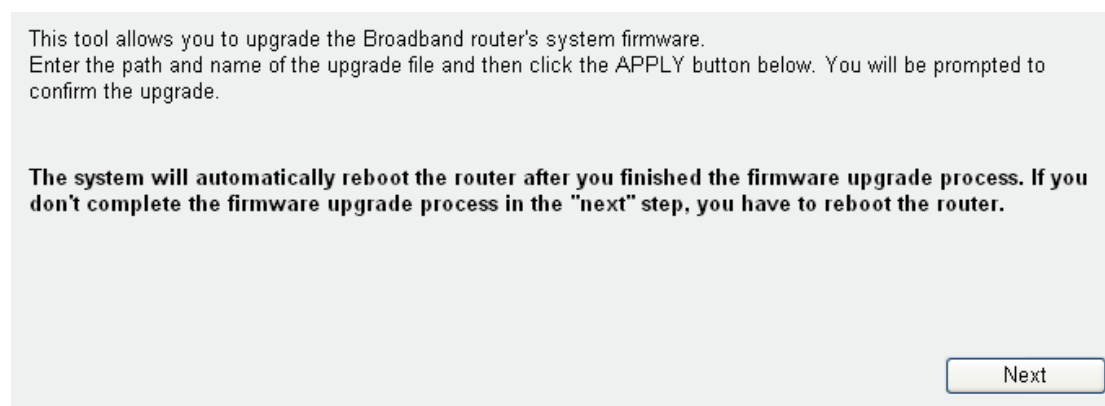 This tool allows you to upgrade the Broadband router's system firmware.
Enter the path and name of the upgrade file and then click the APPLY button below. You will be prompted to
confirm the upgrade.
The system will automatically reboot the router after you finished the firmware upgrade process. If you
don't complete the firmware upgrade process in the "next" step, you have to reboot the router.
Next